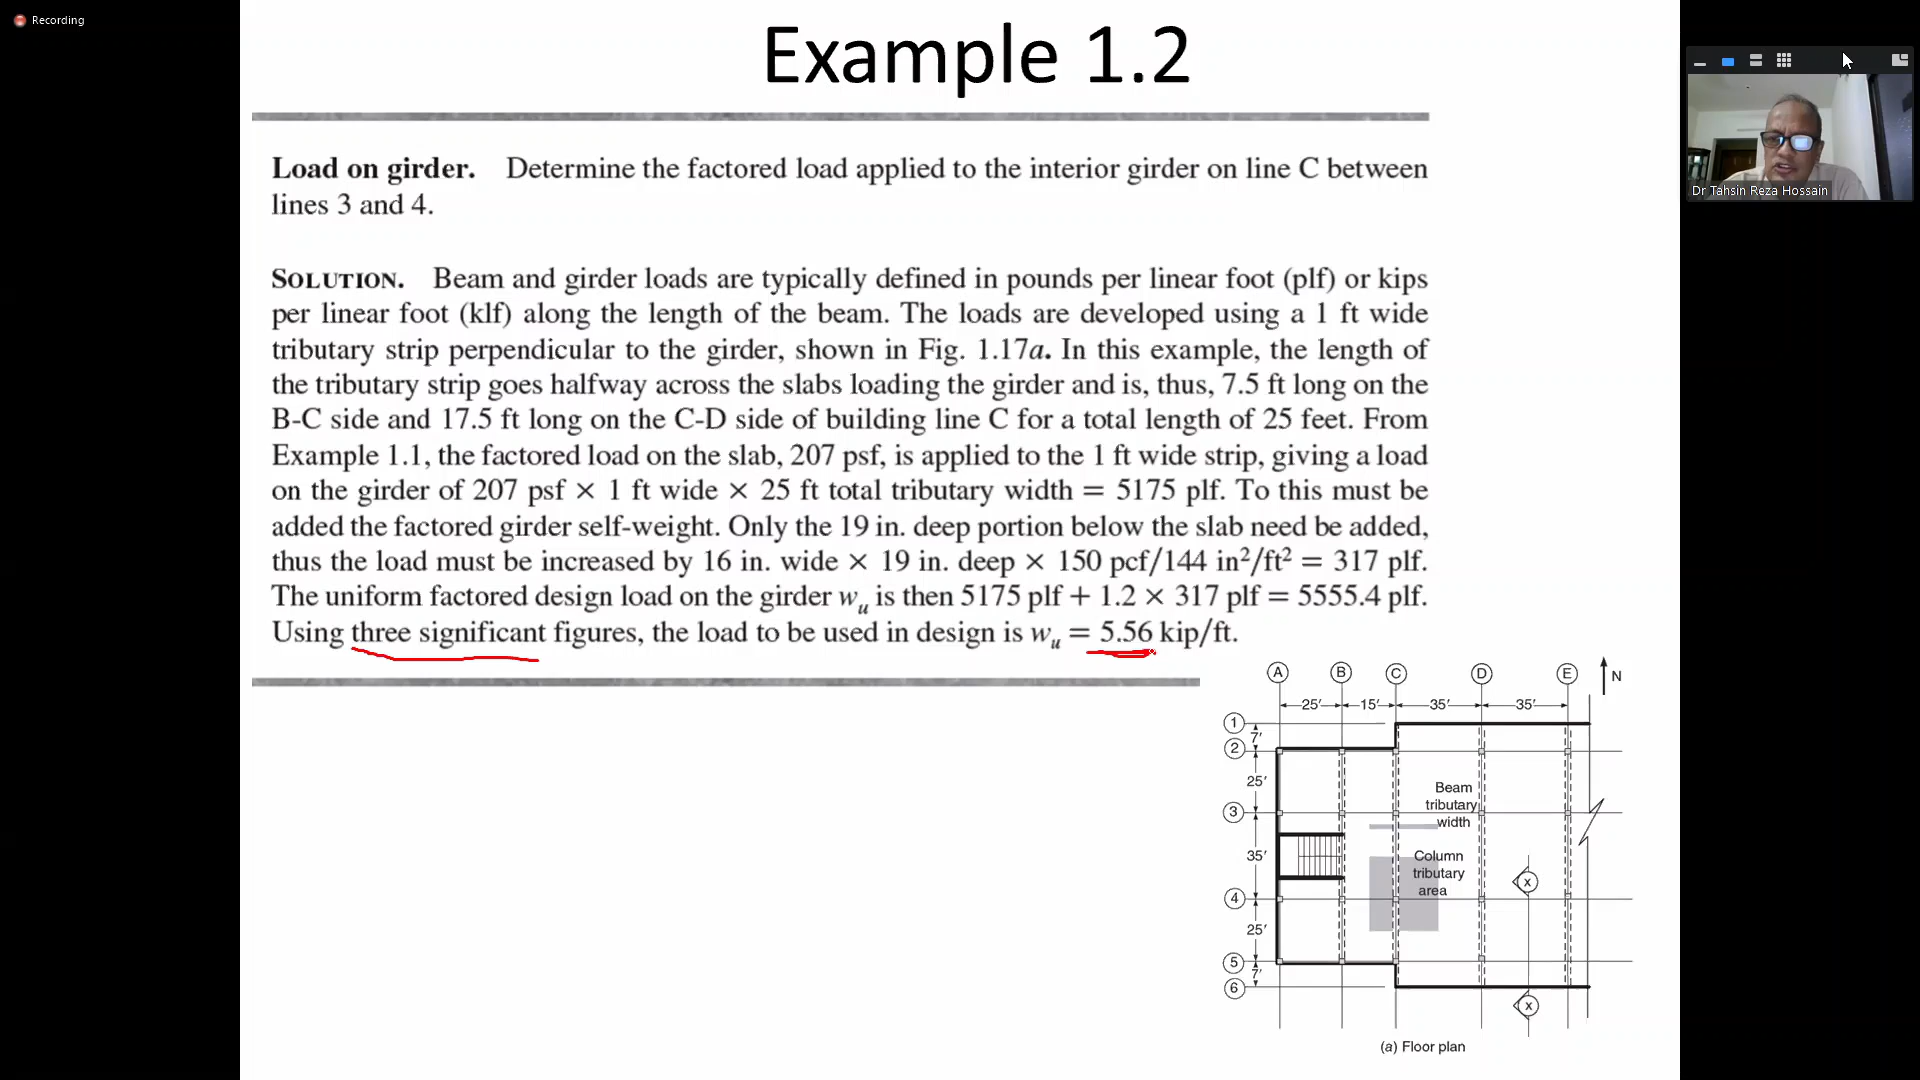 Recording
Example 1.2
Load on girder. Determine the factored load applied to the interior girder on line C between
lines 3 and 4.
SOLUTION. Beam and girder loads are typically defined in pounds per linear foot (plf) or kips
per linear foot (klf) along the length of the beam. The loads are developed using a 1 ft wide
tributary strip perpendicular to the girder, shown in Fig. 1.17a. In this example, the length of
the tributary strip goes halfway across the slabs loading the girder and is, thus, 7.5 ft long on the
B-C side and 17.5 ft long on the C-D side of building line C for a total length of 25 feet. From
Example 1.1, the factored load on the slab, 207 psf, is applied to the 1 ft wide strip, giving a load
on the girder of 207 psf × 1 ft wide × 25 ft total tributary width = 5175 plf. To this must be
added the factored girder self-weight. Only the 19 in. deep portion below the slab need be added,
thus the load must be increased by 16 in. wide × 19 in. deep × 150 pcf/144 in²/ft² = 317 plf.
The uniform factored design load on the girder wᵤ is then 5175 plf + 1.2 × 317 plf = 5555.4 plf.
Using three significant figures, the load to be used in design is wᵤ = 5.56 kip/ft.
Dr Tahsin Reza Hossain
A B C D E N
25′ 15′ 35′ 35′
1
7′
2
25′
3
35′
4
25′
5
7′
6
Beam
tributary
width
Column
tributary
area
x
x
(a) Floor plan